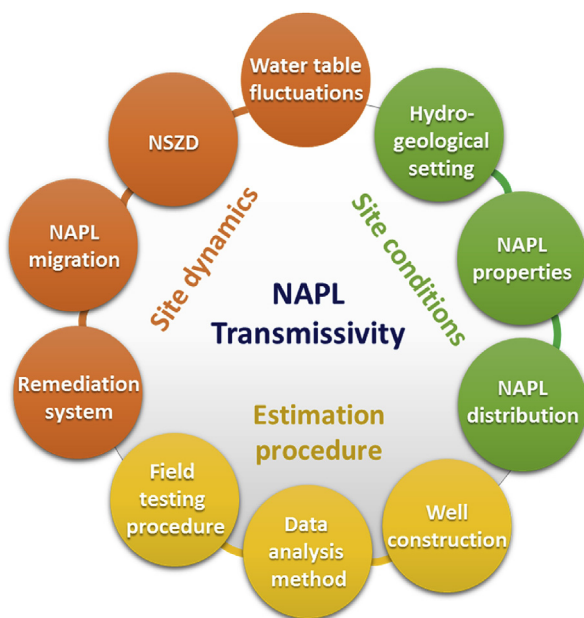 Water table
fluctuations
Hydro-
geological
setting
NAPL
properties
NAPL
distribution
Well
construction
Data
analysis
method
Field
testing
procedure
Remediation
system
NAPL
migration
NSZD
Site dynamics
Site conditions
NAPL
Transmissivity
Estimation
procedure